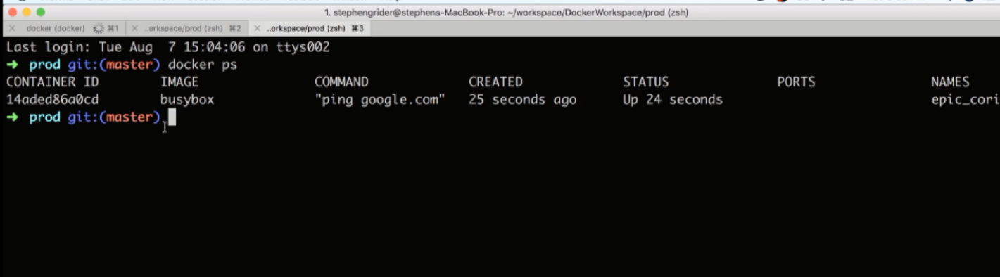 1. stephengrider@stephens-MacBook-Pro: ~/workspace/DockerWorkspace/prod (zsh)
× docker (docker) ⌘1 × ..orkspace/prod (zsh) ⌘2 × ..orkspace/prod (zsh) ⌘3
Last login: Tue Aug  7 15:04:06 on ttys002
➜  prod git:(master) docker ps
CONTAINER ID        IMAGE               COMMAND             CREATED             STATUS              PORTS               NAMES
14aded86a0cd        busybox             "ping google.com"   25 seconds ago      Up 24 seconds                           epic_cori
➜  prod git:(master)